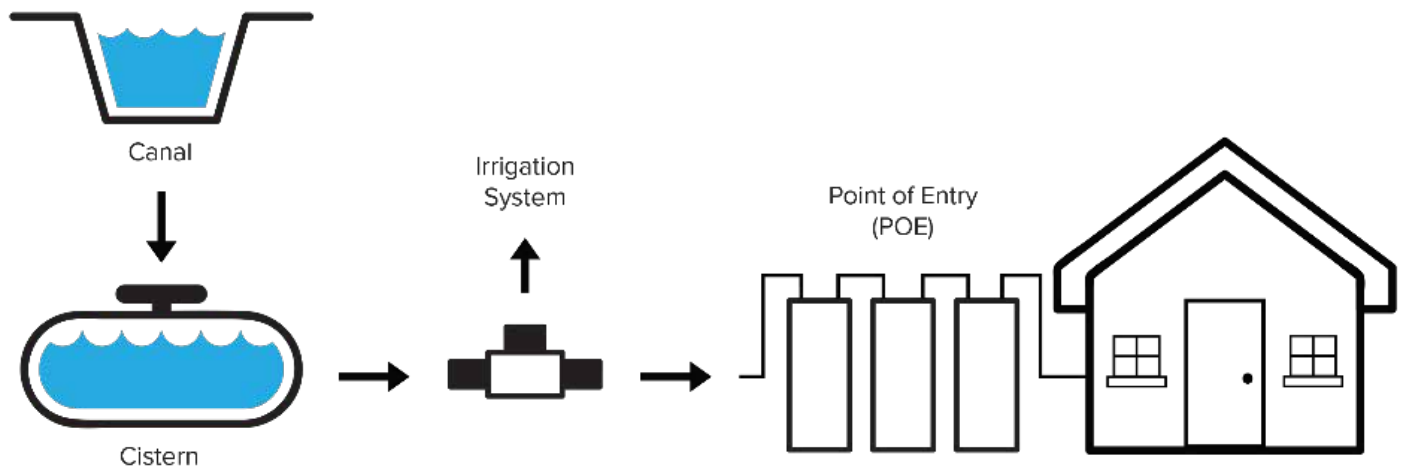 Canal
Irrigation
System
Point of Entry
(POE)
Cistern